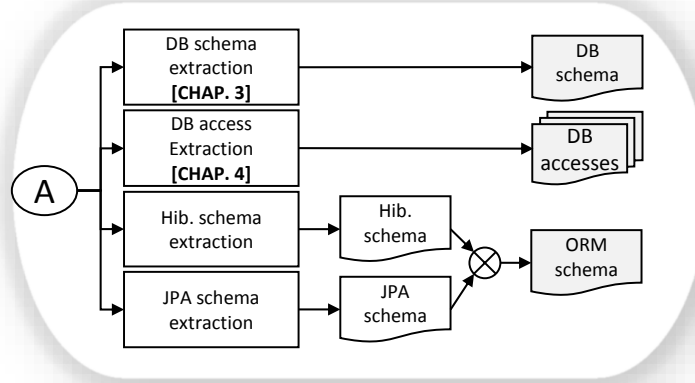 DB schema
extraction
[CHAP. 3]
DB
schema
DB access
Extraction
[CHAP. 4]
DB
accesses
A
Hib. schema
extraction
Hib.
schema
ORM
schema
JPA schema
extraction
JPA
schema